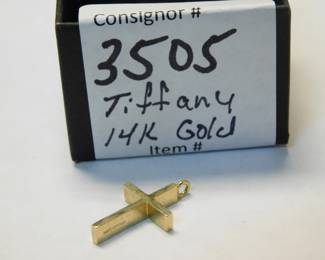 Consignor #
3505
Tiffany
14K Gold
Item #